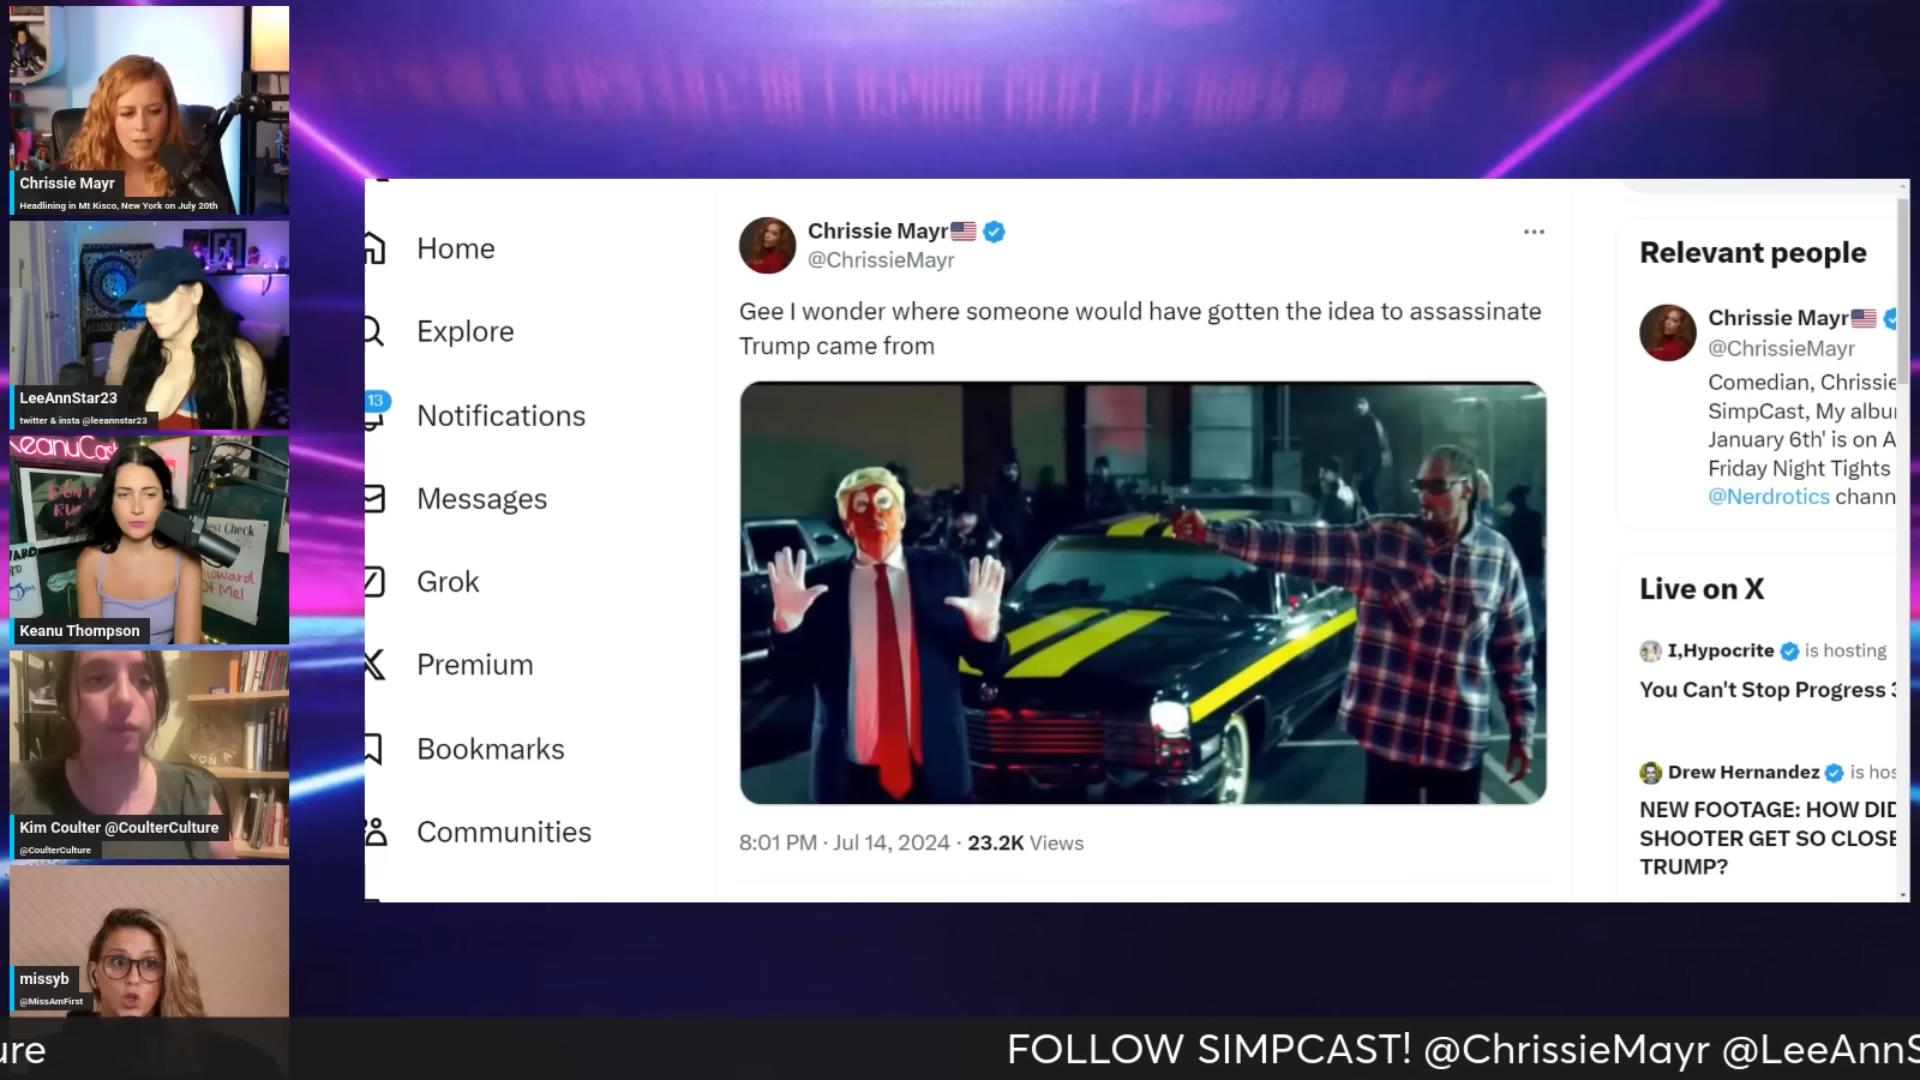 Chrissie Mayr
Headlining in Mt Kisco, New York on July 20th
LeeAnnStar23
twitter & insta @leeannstar23
KeanuCast
Keanu Thompson
Kim Coulter @CoulterCulture
@CoulterCulture
missyb
@MissAmFirst
Home
Explore
13
Notifications
Messages
Grok
Premium
Bookmarks
Communities
Chrissie Mayr
@ChrissieMayr
Gee I wonder where someone would have gotten the idea to assassinate
Trump came from
8:01 PM · Jul 14, 2024 · 23.2K Views
Relevant people
Chrissie Mayr
@ChrissieMayr
Comedian, Chrissie
SimpCast, My albu
January 6th' is on A
Friday Night Tights
@Nerdrotics chann
Live on X
I,Hypocrite is hosting
You Can't Stop Progress 3
Drew Hernandez is hos
NEW FOOTAGE: HOW DID
SHOOTER GET SO CLOSE
TRUMP?
ure
FOLLOW SIMPCAST! @ChrissieMayr @LeeAnnS